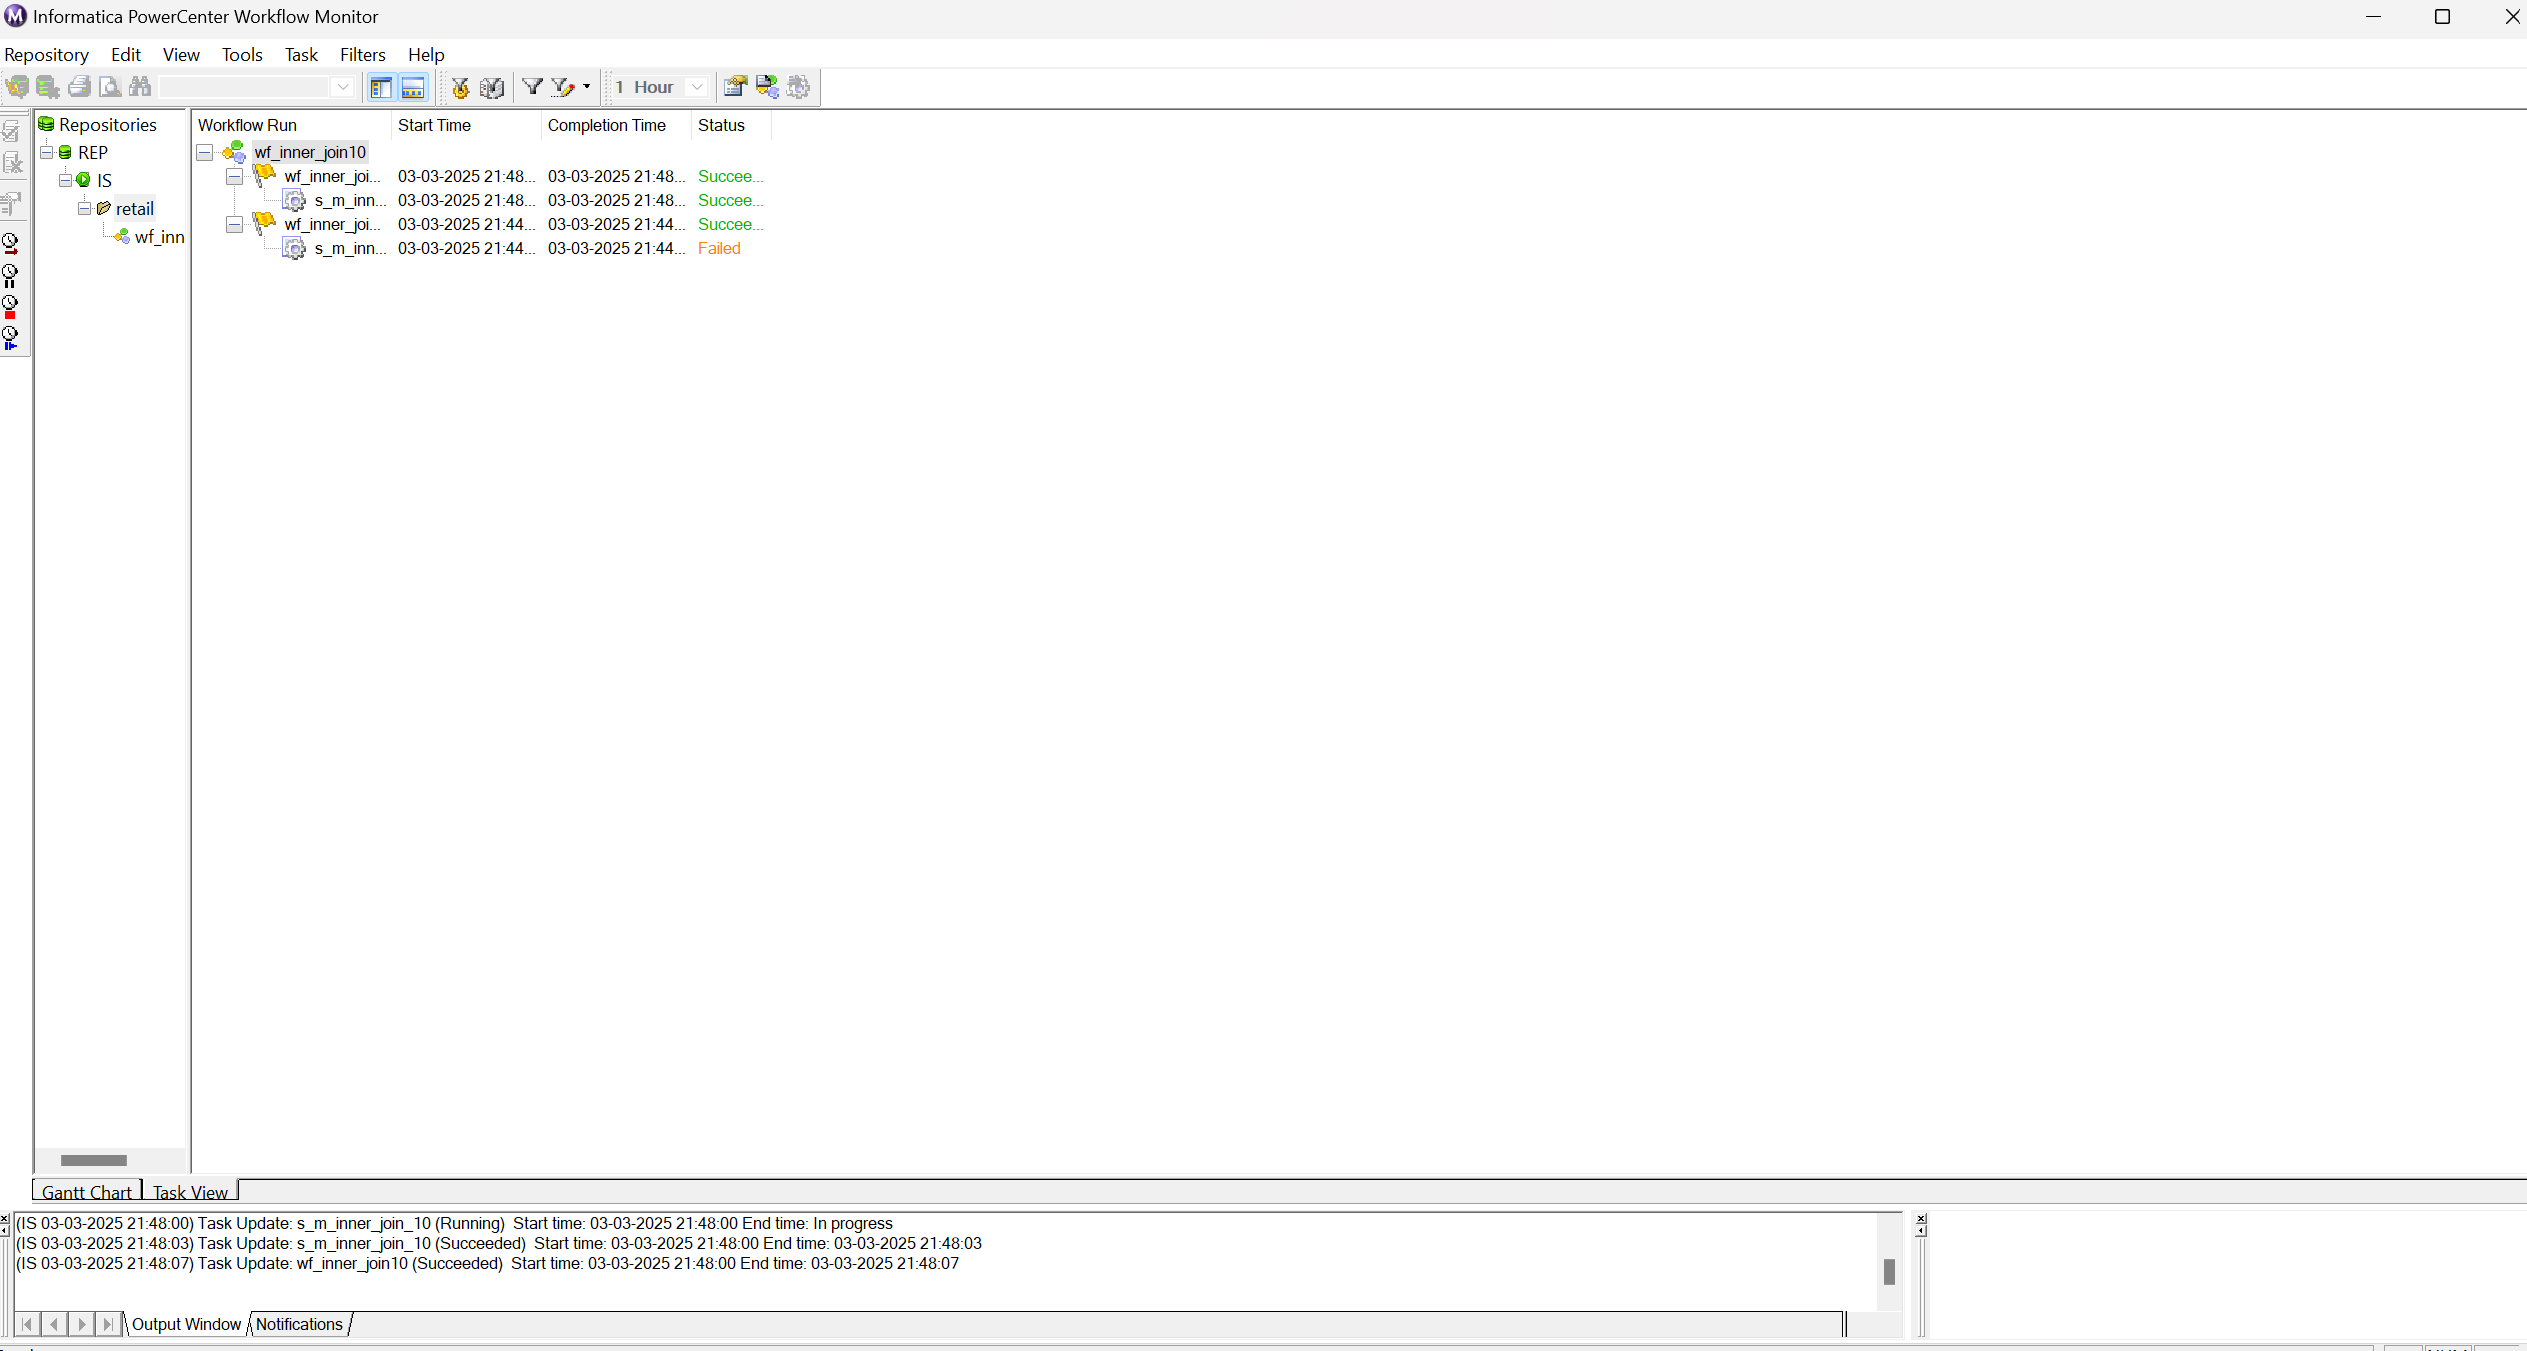 Informatica PowerCenter Workflow Monitor
Repository Edit View Tools Task Filters Help
1 Hour
Repositories
REP
IS
retail
wf_inn
Workflow Run Start Time Completion Time Status
wf_inner_join10
wf_inner_joi... 03-03-2025 21:48... 03-03-2025 21:48... Succee...
s_m_inn... 03-03-2025 21:48... 03-03-2025 21:48... Succee...
wf_inner_joi... 03-03-2025 21:44... 03-03-2025 21:44... Succee...
s_m_inn... 03-03-2025 21:44... 03-03-2025 21:44... Failed
Gantt Chart Task View
(IS 03-03-2025 21:48:00) Task Update: s_m_inner_join_10 (Running) Start time: 03-03-2025 21:48:00 End time: In progress
(IS 03-03-2025 21:48:03) Task Update: s_m_inner_join_10 (Succeeded) Start time: 03-03-2025 21:48:00 End time: 03-03-2025 21:48:03
(IS 03-03-2025 21:48:07) Task Update: wf_inner_join10 (Succeeded) Start time: 03-03-2025 21:48:00 End time: 03-03-2025 21:48:07
Output Window Notifications